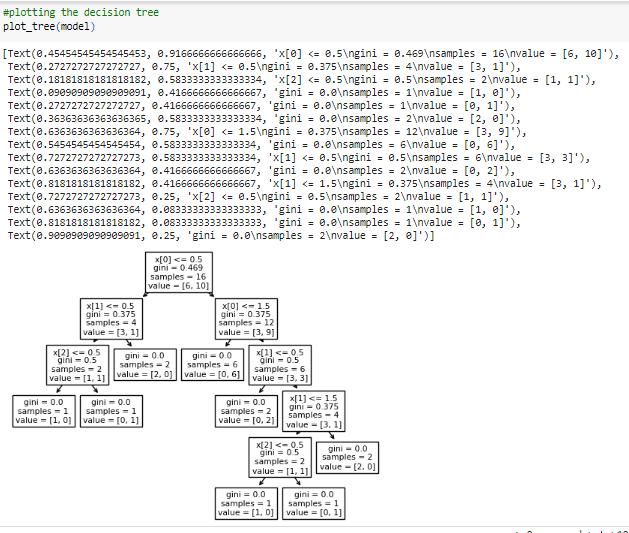 #plotting the decision tree
plot_tree(model)
[Text(0.45454545454545453, 0.9166666666666666, 'x[0] <= 0.5\ngini = 0.469\nsamples = 16\nvalue = [6, 10]'),
Text(0.2727272727272727, 0.75, 'x[1] <= 0.5\ngini = 0.375\nsamples = 4\nvalue = [3, 1]'),
Text(0.18181818181818182, 0.5833333333333334, 'x[2] <= 0.5\ngini = 0.5\nsamples = 2\nvalue = [1, 1]'),
Text(0.09090909090909091, 0.4166666666666667, 'gini = 0.0\nsamples = 1\nvalue = [1, 0]'),
Text(0.2727272727272727, 0.4166666666666667, 'gini = 0.0\nsamples = 1\nvalue = [0, 1]'),
Text(0.36363636363636365, 0.5833333333333334, 'gini = 0.0\nsamples = 2\nvalue = [2, 0]'),
Text(0.6363636363636364, 0.75, 'x[0] <= 1.5\ngini = 0.375\nsamples = 12\nvalue = [3, 9]'),
Text(0.5454545454545454, 0.5833333333333334, 'gini = 0.0\nsamples = 6\nvalue = [0, 6]'),
Text(0.7272727272727273, 0.5833333333333334, 'x[1] <= 0.5\ngini = 0.5\nsamples = 6\nvalue = [3, 3]'),
Text(0.6363636363636364, 0.4166666666666667, 'gini = 0.0\nsamples = 2\nvalue = [0, 2]'),
Text(0.8181818181818182, 0.4166666666666667, 'x[1] <= 1.5\ngini = 0.375\nsamples = 4\nvalue = [3, 1]'),
Text(0.7272727272727273, 0.25, 'x[2] <= 0.5\ngini = 0.5\nsamples = 2\nvalue = [1, 1]'),
Text(0.6363636363636364, 0.08333333333333333, 'gini = 0.0\nsamples = 1\nvalue = [1, 0]'),
Text(0.8181818181818182, 0.08333333333333333, 'gini = 0.0\nsamples = 1\nvalue = [0, 1]'),
Text(0.9090909090909091, 0.25, 'gini = 0.0\nsamples = 2\nvalue = [2, 0]')]
x[0] <= 0.5
gini = 0.469
samples = 16
value = [6, 10]
x[1] <= 0.5
gini = 0.375
samples = 4
value = [3, 1]
x[0] <= 1.5
gini = 0.375
samples = 12
value = [3, 9]
x[2] <= 0.5
gini = 0.5
samples = 2
value = [1, 1]
gini = 0.0
samples = 2
value = [2, 0]
gini = 0.0
samples = 6
value = [0, 6]
x[1] <= 0.5
gini = 0.5
samples = 6
value = [3, 3]
gini = 0.0
samples = 1
value = [1, 0]
gini = 0.0
samples = 1
value = [0, 1]
gini = 0.0
samples = 2
value = [0, 2]
x[1] <= 1.5
gini = 0.375
samples = 4
value = [3, 1]
x[2] <= 0.5
gini = 0.5
samples = 2
value = [1, 1]
gini = 0.0
samples = 2
value = [2, 0]
gini = 0.0
samples = 1
value = [1, 0]
gini = 0.0
samples = 1
value = [0, 1]